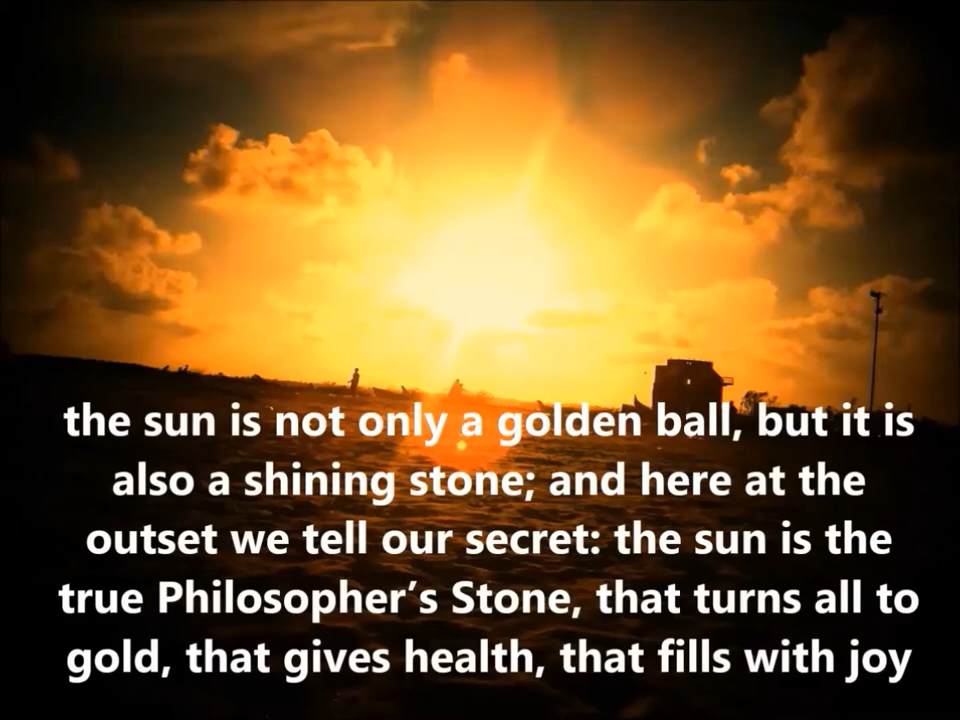 the sun is not only a golden ball, but it is
also a shining stone; and here at the
outset we tell our secret: the sun is the
true Philosopher’s Stone, that turns all to
gold, that gives health, that fills with joy